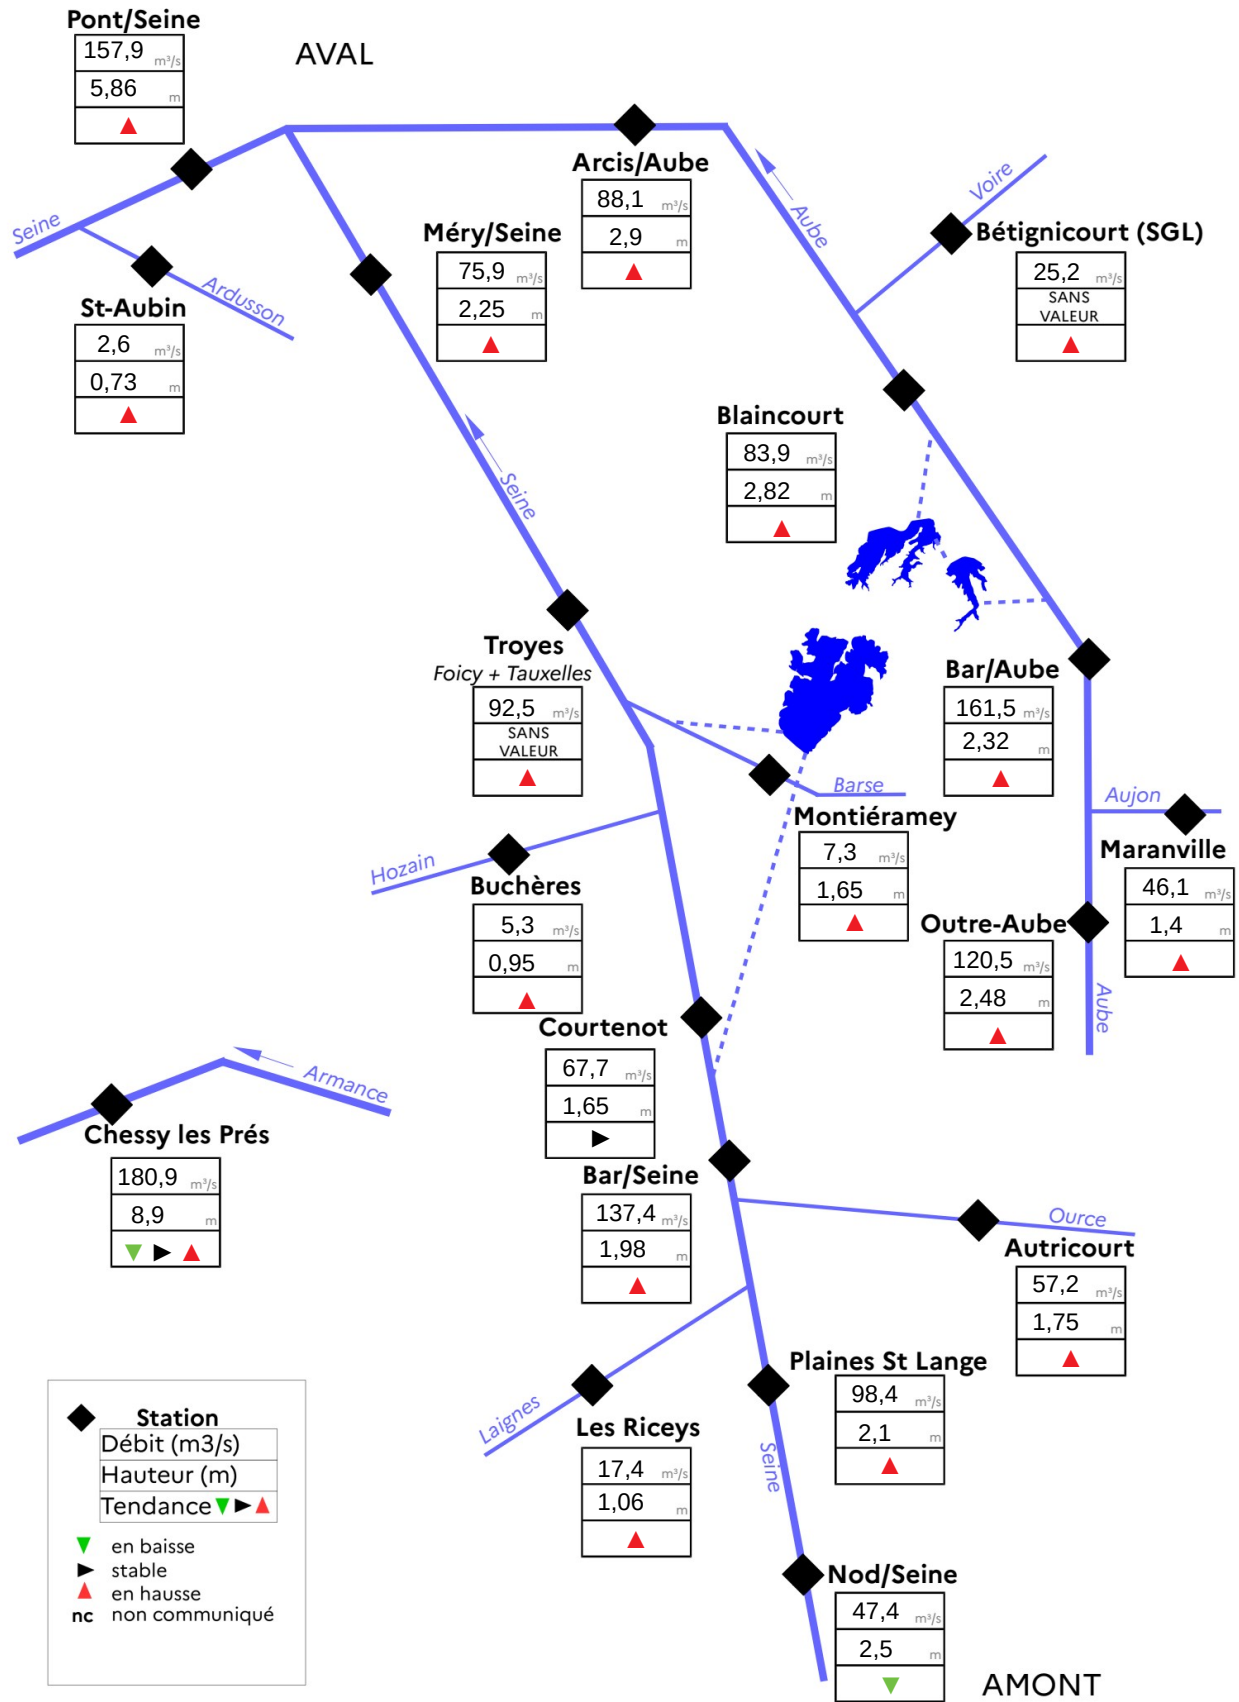 Pont/Seine
157,9 m³/s
5,86 m
AVAL
Arcis/Aube
88,1 m³/s
2,9 m
Voire
Aube
Seine
Méry/Seine
75,9 m³/s
2,25 m
Bétignicourt (SGL)
25,2 m³/s
SANS
VALEUR
Ardusson
St-Aubin
2,6 m³/s
0,73 m
Blaincourt
83,9 m³/s
2,82 m
Seine
Troyes
Foicy + Tauxelles
92,5 m³/s
SANS
VALEUR
Bar/Aube
161,5 m³/s
2,32 m
Barse
Aujon
Montiéramey
7,3 m³/s
1,65 m
Maranville
46,1 m³/s
1,4 m
Hozain
Buchères
5,3 m³/s
0,95 m
Outre-Aube
120,5 m³/s
2,48 m
Aube
Courtenot
67,7 m³/s
1,65 m
Armance
Chessy les Prés
180,9 m³/s
8,9 m
Bar/Seine
137,4 m³/s
1,98 m
Ource
Autricourt
57,2 m³/s
1,75 m
Plaines St Lange
98,4 m³/s
2,1 m
Laignes
Les Riceys
17,4 m³/s
1,06 m
Seine
Nod/Seine
47,4 m³/s
2,5 m
AMONT
Station
Débit (m3/s)
Hauteur (m)
Tendance
en baisse
stable
en hausse
nc non communiqué